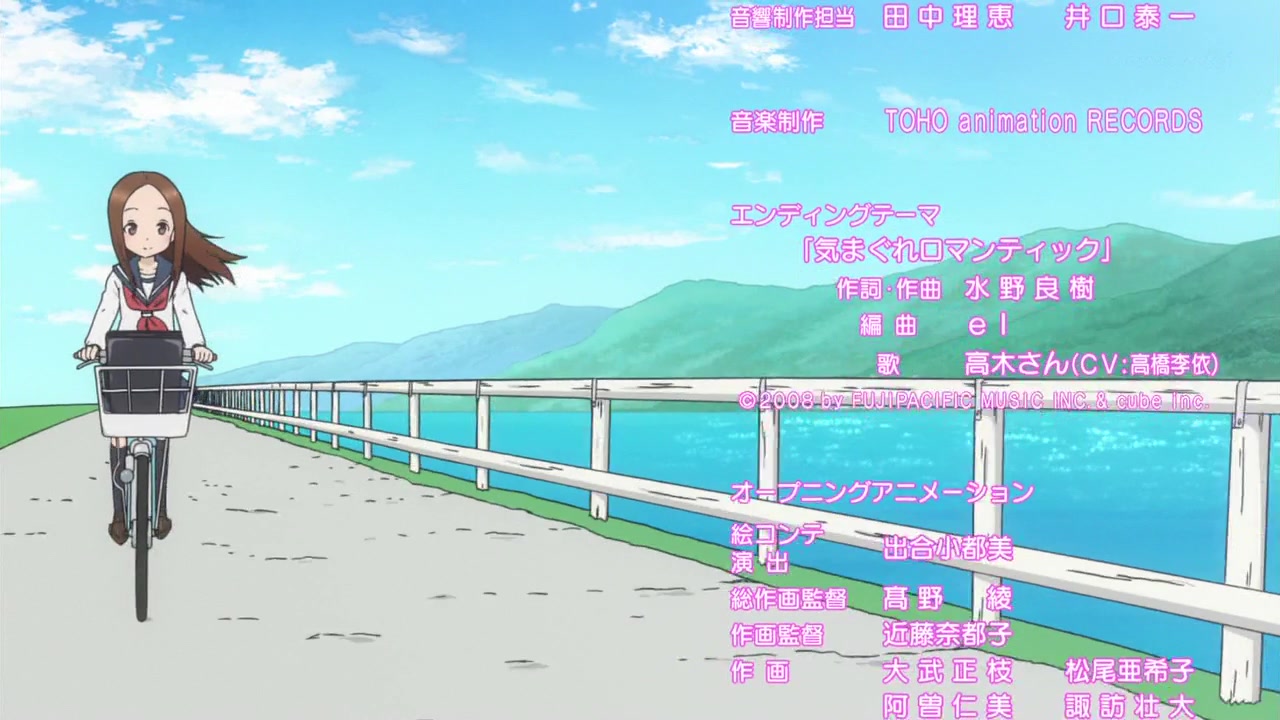 音響制作担当 田中理恵 井口泰一
音楽制作 TOHO animation RECORDS
エンディングテーマ
「気まぐれロマンティック」
作詞・作曲 水野良樹
編曲 eI
歌 高木さん(CV:高橋李依)
©2008 by FUJIPACIFIC MUSIC INC. & cube inc.
オープニングアニメーション
絵コンテ
演出 出合小都美
総作画監督 髙野 綾
作画監督 近藤奈都子
作画 大武正枝 松尾亜希子
阿曽仁美 諏訪壮大